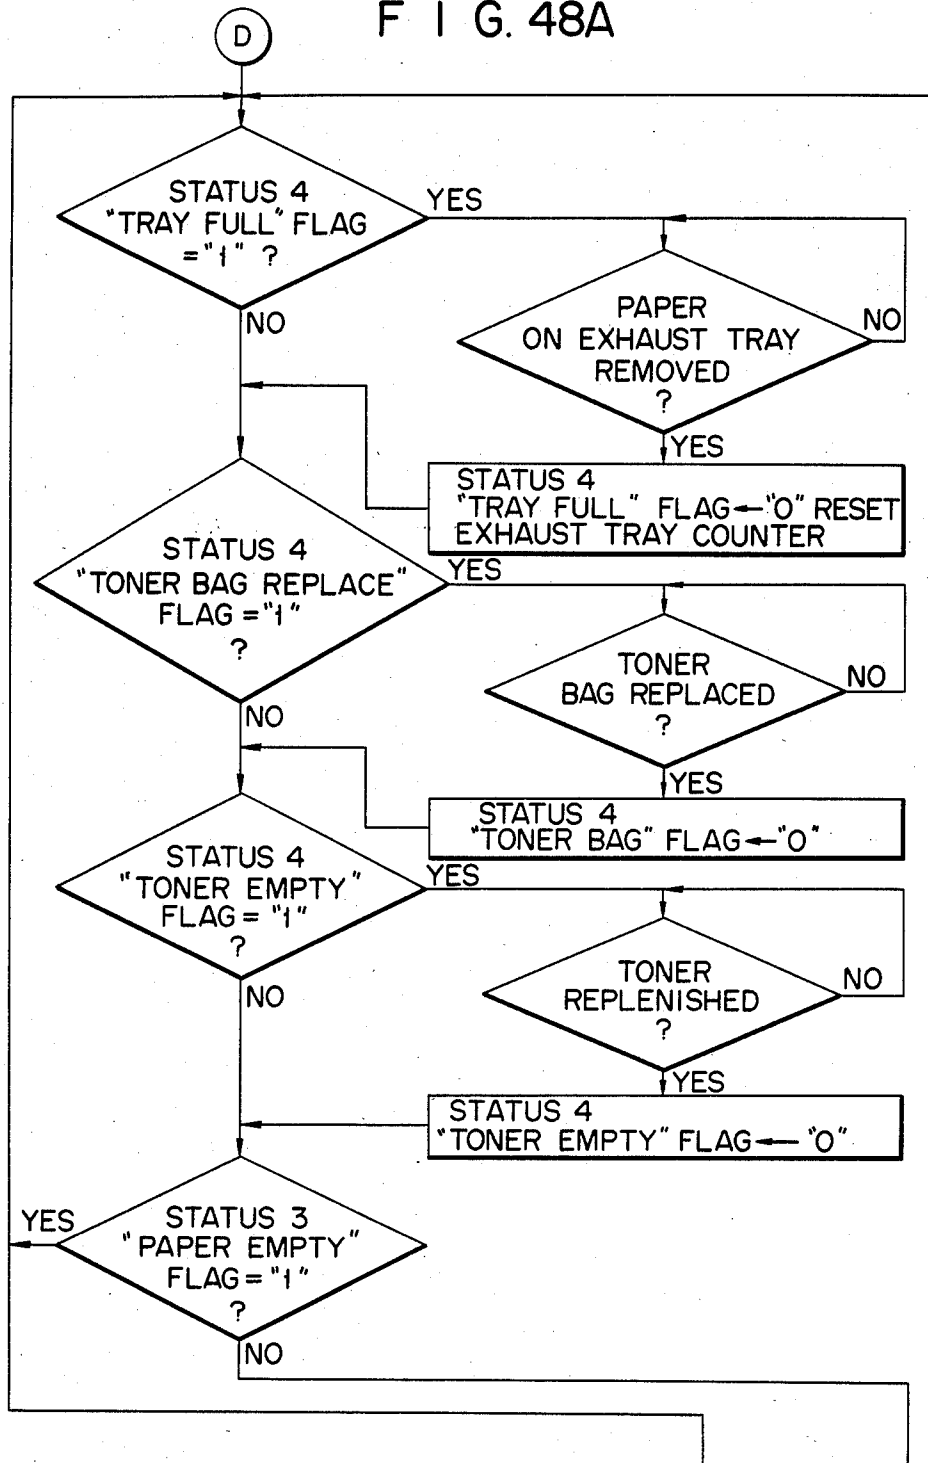 F I G. 48A
D
STATUS 4
"TRAY FULL" FLAG
= "1" ?
YES
NO
PAPER
ON EXHAUST TRAY
REMOVED
?
NO
YES
STATUS 4
"TRAY FULL" FLAG ← "0" RESET
EXHAUST TRAY COUNTER
STATUS 4
"TONER BAG REPLACE"
FLAG = "1"
?
YES
NO
TONER
BAG REPLACED
?
NO
YES
STATUS 4
"TONER BAG" FLAG ← "0"
STATUS 4
"TONER EMPTY"
FLAG = "1"
?
YES
NO
TONER
REPLENISHED
?
NO
YES
STATUS 4
"TONER EMPTY" FLAG ← "0"
STATUS 3
"PAPER EMPTY"
FLAG = "1"
?
YES
NO